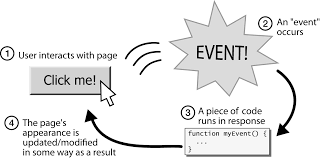 1 User interacts with page
Click me!
EVENT!
2 An "event"
occurs
3 A piece of code
runs in response
function myEvent() {
...
}
4 The page's
appearance is
updated/modified
in some way as a result